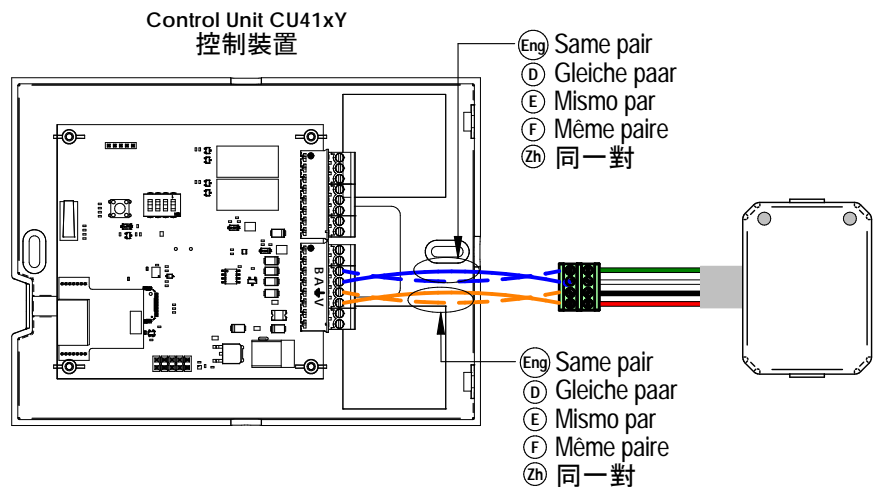 Control Unit CU41xY
控制裝置
Eng Same pair
D Gleiche paar
E Mismo par
F Même paire
Zh 同一對
B A V
Eng Same pair
D Gleiche paar
E Mismo par
F Même paire
Zh 同一對